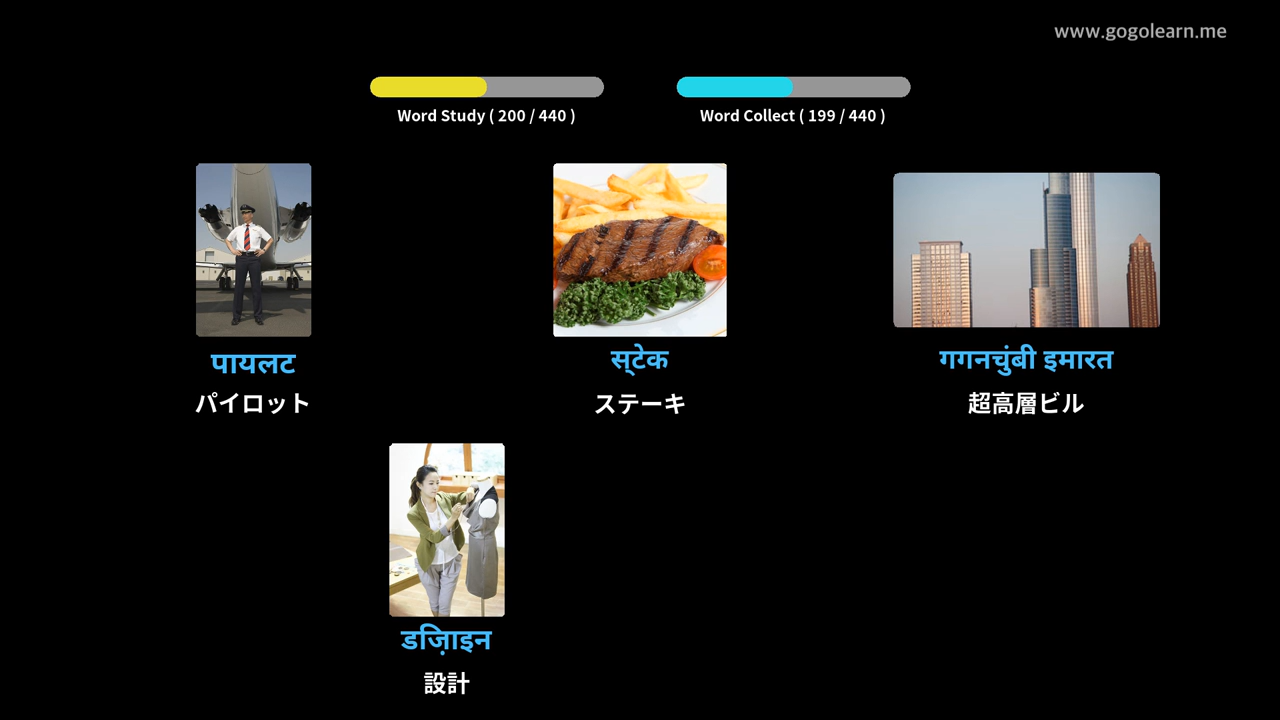 www.gogolearn.me
Word Study ( 200 / 440 )
Word Collect ( 199 / 440 )
पायलट
パイロット
स्टेक
ステーキ
गगनचुंबी इमारत
超高層ビル
डिज़ाइन
設計